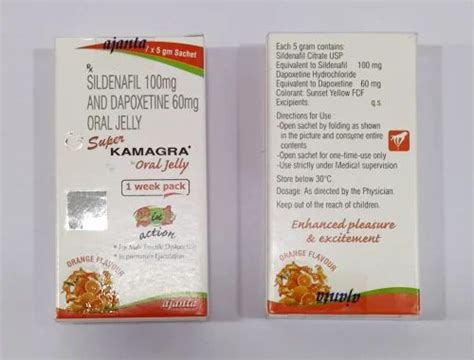 ajanta
7 x 5 gm Sachet
Rx
SILDENAFIL 100mg
AND DAPOXETINE 60mg
ORAL JELLY
Super
KAMAGRA
Oral Jelly
1 week pack
2 in 1
action
• For Male Erectile Dysfunction
• Premature Ejaculation
ORANGE FLAVOUR
ajanta
Each 5 gram contains:
Sildenafil Citrate USP
Equivalent to Sildenafil 100 mg
Dapoxetine Hydrochloride
Equivalent to Dapoxetine 60 mg
Colorant: Sunset Yellow FCF
Excipients q.s.
Directions for Use :
-Open sachet by folding as shown
in the picture and consume entire
contents
-Open sachet for one-time-use only
-Use strictly under Medical supervision
Store below 30°C.
Dosage: As directed by the Physician.
Keep out of the reach of children.
Enhanced pleasure
& excitement
ORANGE FLAVOUR
ajanta